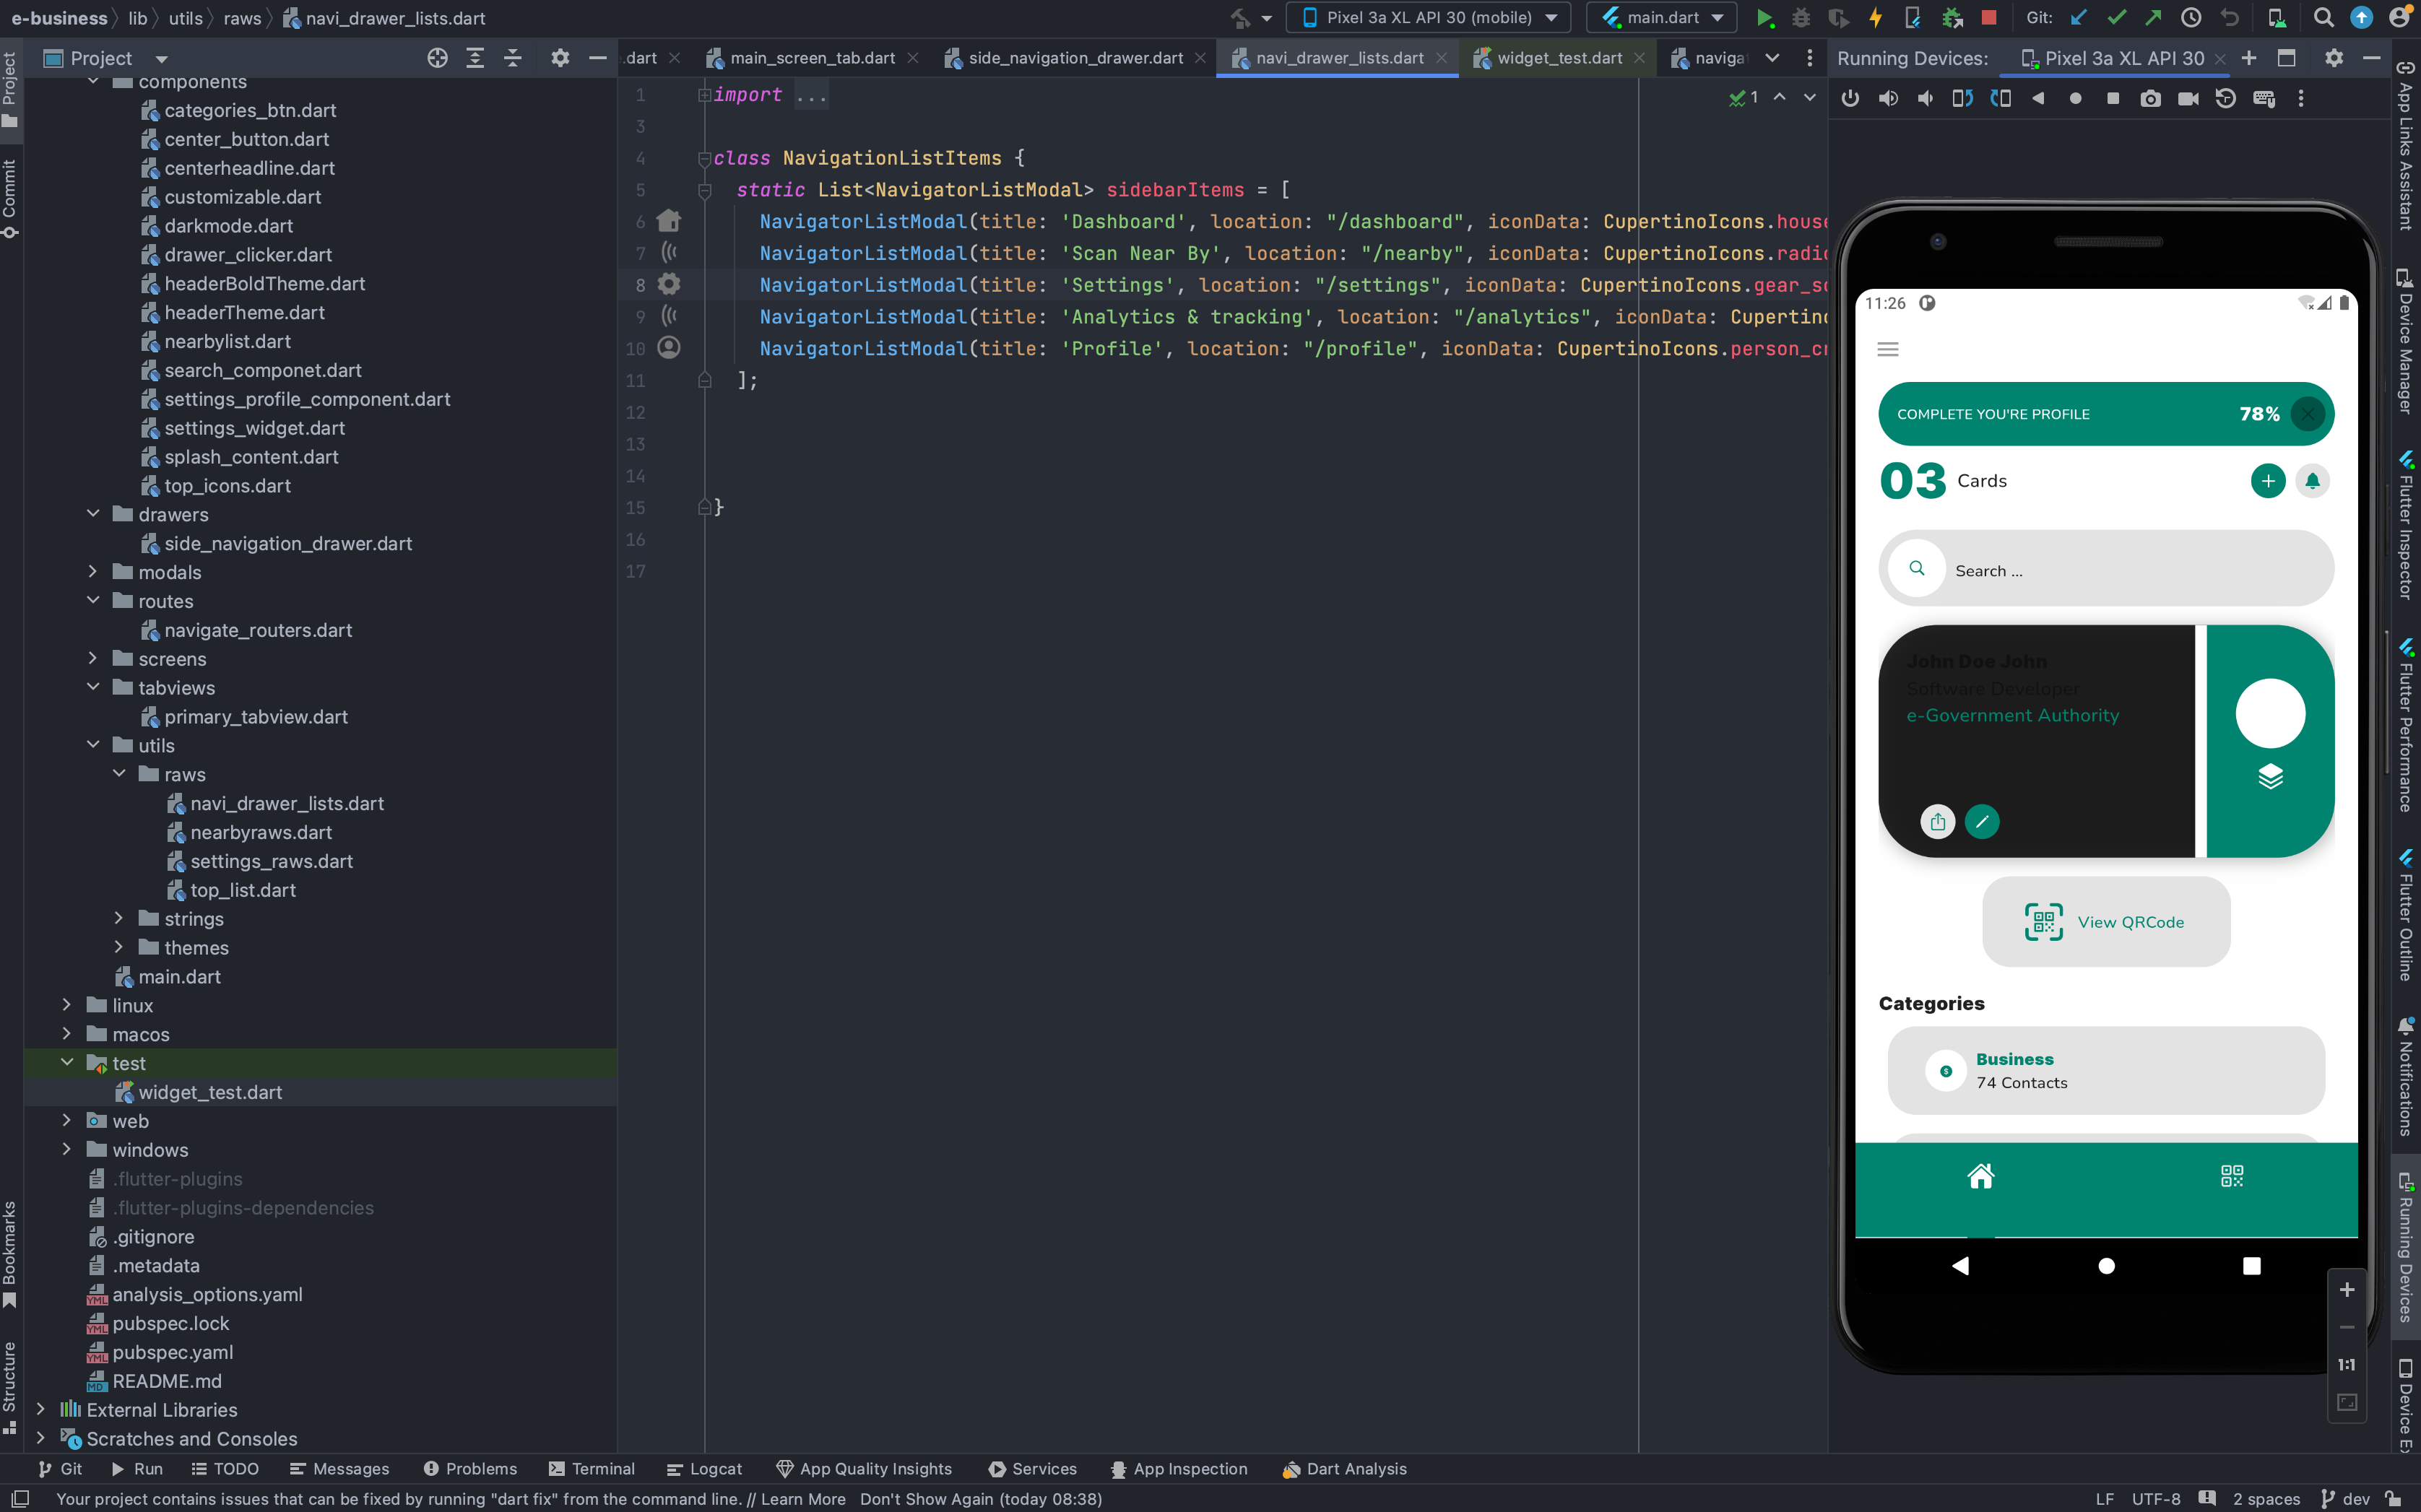 e-business lib utils raws navi_drawer_lists.dart
Pixel 3a XL API 30 (mobile) main.dart Git:
Project
.dart main_screen_tab.dart side_navigation_drawer.dart navi_drawer_lists.dart widget_test.dart
Running Devices: Pixel 3a XL API 30
components
categories_btn.dart
center_button.dart
centerheadline.dart
customizable.dart
darkmode.dart
drawer_clicker.dart
headerBoldTheme.dart
headerTheme.dart
nearbylist.dart
search_componet.dart
settings_profile_component.dart
settings_widget.dart
splash_content.dart
top_icons.dart
drawers
side_navigation_drawer.dart
modals
routes
navigate_routers.dart
screens
tabviews
primary_tabview.dart
utils
raws
navi_drawer_lists.dart
nearbyraws.dart
settings_raws.dart
top_list.dart
strings
themes
main.dart
linux
macos
test
widget_test.dart
web
windows
.flutter-plugins
.flutter-plugins-dependencies
.gitignore
.metadata
analysis_options.yaml
pubspec.lock
pubspec.yaml
README.md
External Libraries
Scratches and Consoles
Project
Commit
Bookmarks
Structure
1 import ...
1
3
4 class NavigationListItems {
5 static List<NavigatorListModal> sidebarItems = [
6 NavigatorListModal(title: 'Dashboard', location: "/dashboard", iconData: CupertinoIcons.house
7 NavigatorListModal(title: 'Scan Near By', location: "/nearby", iconData: CupertinoIcons.radio
8 NavigatorListModal(title: 'Settings', location: "/settings", iconData: CupertinoIcons.gear_so
9 NavigatorListModal(title: 'Analytics & tracking', location: "/analytics", iconData: Cupertino
10 NavigatorListModal(title: 'Profile', location: "/profile", iconData: CupertinoIcons.person_cr
11 ];
12
13
14
15 }
16
17
11:26
COMPLETE YOU'RE PROFILE 78%
03 Cards
Search ...
John Doe John
Software Developer
e-Government Authority
View QRCode
Categories
Business
74 Contacts
1:1
App Links Assistant
Device Manager
Flutter Inspector
Flutter Performance
Flutter Outline
Notifications
Running Devices
Device Ex
Git Run TODO Messages Problems Terminal Logcat App Quality Insights Services App Inspection Dart Analysis
Your project contains issues that can be fixed by running "dart fix" from the command line. // Learn More Don't Show Again (today 08:38)
LF UTF-8 2 spaces dev